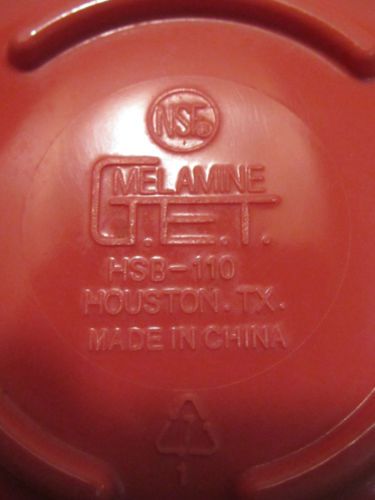 NSF
MELAMINE
G.E.T.
HSB-110
HOUSTON. TX.
MADE IN CHINA
1